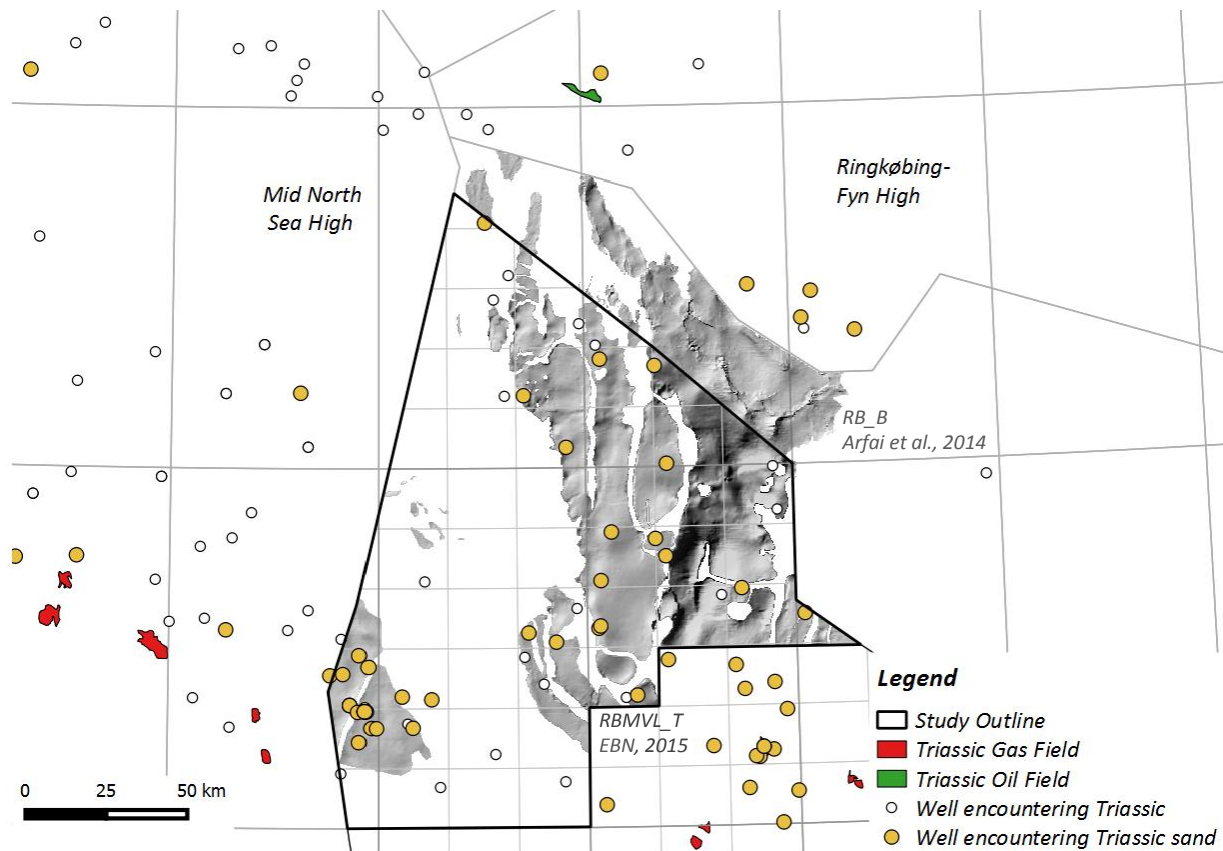 Mid North
Sea High
Ringkøbing-
Fyn High
RB_B
Arfai et al., 2014
RBMVL_T
EBN, 2015
Legend
Study Outline
Triassic Gas Field
Triassic Oil Field
Well encountering Triassic
Well encountering Triassic sand
0 25 50 km